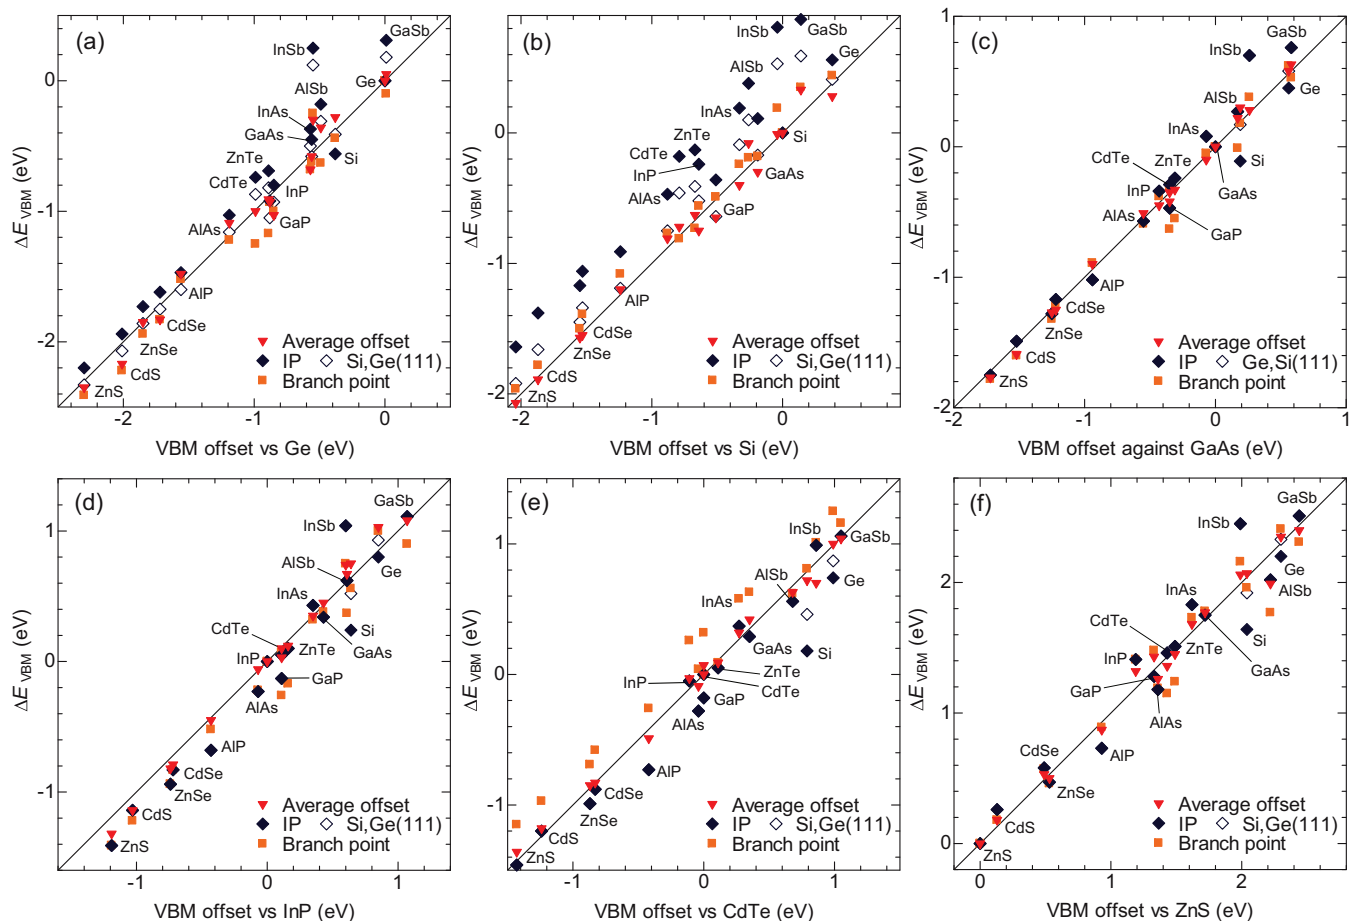 (a)
GaSb
InSb
Ge
AlSb
InAs
GaAs
Si
ZnTe
CdTe
InP
GaP
AlAs
AlP
CdSe
ZnSe
CdS
ZnS
Average offset
IP Si,Ge(111)
Branch point
0
-1
-2
-2 -1 0
ΔE VBM (eV)
VBM offset vs Ge (eV)
(b)
InSb
GaSb
Ge
AlSb
InAs
ZnTe
CdTe
Si
InP
GaAs
AlAs
GaP
AlP
CdSe
ZnSe
CdS
ZnS
Average offset
IP Si,Ge(111)
Branch point
0
-1
-2
-2 -1 0
ΔE VBM (eV)
VBM offset vs Si (eV)
(c)
GaSb
InSb
Ge
AlSb
InAs
CdTe
ZnTe
Si
InP
GaAs
AlAs
GaP
AlP
CdSe
ZnSe
CdS
ZnS
Average offset
IP Ge,Si(111)
Branch point
1
0
-1
-2
-2 -1 0 1
ΔE VBM (eV)
VBM offset against GaAs (eV)
(d)
GaSb
InSb
AlSb
Ge
InAs
CdTe
Si
ZnTe
GaAs
InP
GaP
AlAs
AlP
CdSe
ZnSe
CdS
ZnS
Average offset
IP Si,Ge(111)
Branch point
1
0
-1
-1 0 1
ΔE VBM (eV)
VBM offset vs InP (eV)
(e)
InSb
GaSb
AlSb
Ge
InAs
GaAs
Si
ZnTe
InP
CdTe
GaP
AlAs
AlP
CdSe
ZnSe
CdS
ZnS
Average offset
IP Si,Ge(111)
Branch point
1
0
-1
-1 0 1
ΔE VBM (eV)
VBM offset vs CdTe (eV)
(f)
GaSb
InSb
Ge
InAs
AlSb
CdTe
Si
InP
ZnTe
GaAs
GaP
AlAs
AlP
CdSe
ZnSe
CdS
ZnS
Average offset
IP Si,Ge(111)
Branch point
2
1
0
0 1 2
ΔE VBM (eV)
VBM offset vs ZnS (eV)